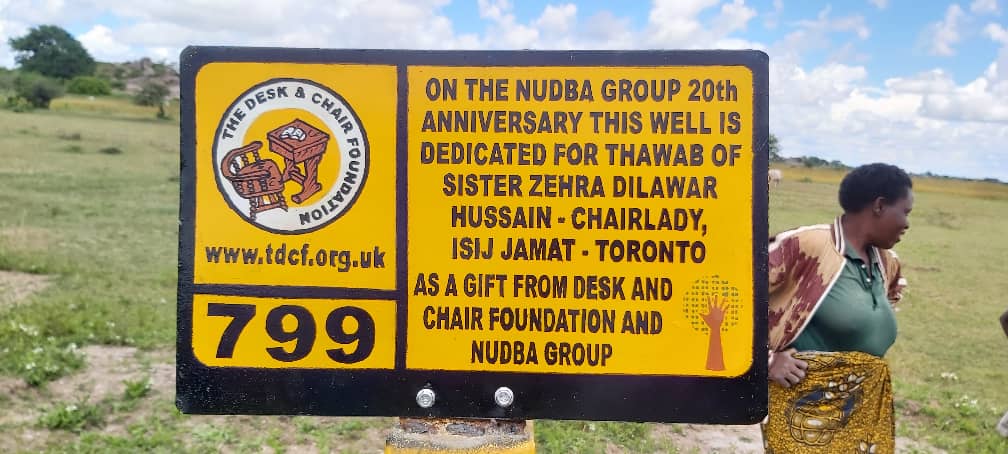 THE DESK & CHAIR FOUNDATION
www.tdcf.org.uk
799
ON THE NUDBA GROUP 20th
ANNIVERSARY THIS WELL IS
DEDICATED FOR THAWAB OF
SISTER ZEHRA DILAWAR
HUSSAIN - CHAIRLADY,
ISIJ JAMAT - TORONTO
AS A GIFT FROM DESK AND
CHAIR FOUNDATION AND
NUDBA GROUP